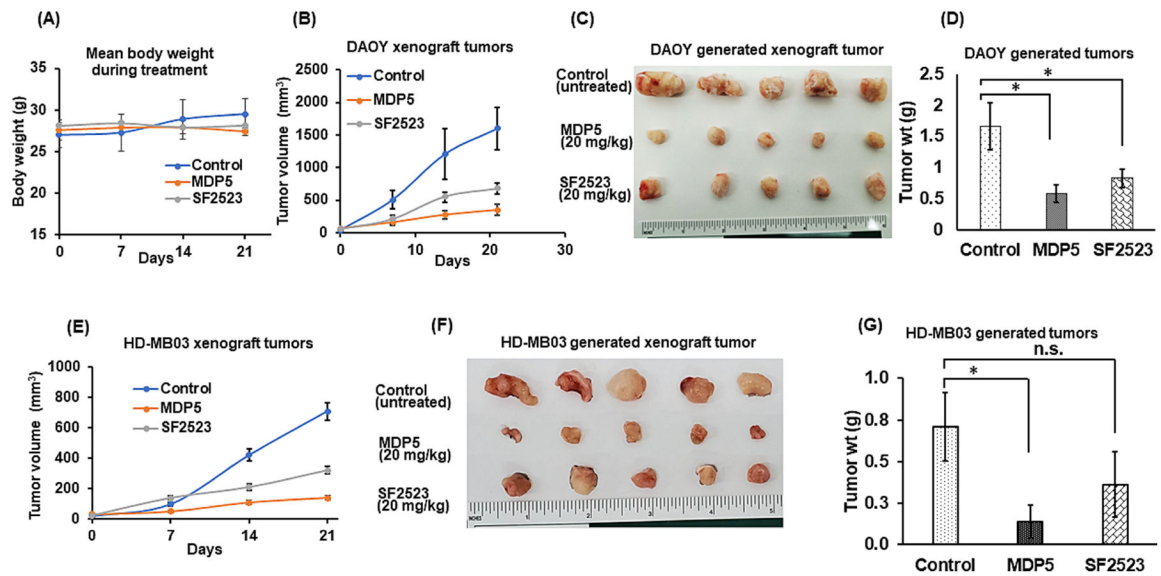 (A)
Mean body weight
during treatment
Body weight (g)
35
30
25
20
15
0
7
14
21
Days
Control
MDP5
SF2523
(B)
DAOY xenograft tumors
Tumor volume (mm³)
2500
2000
1500
1000
500
0
0
10
20
30
Days
Control
MDP5
SF2523
(C)
DAOY generated xenograft tumor
Control
(untreated)
MDP5
(20 mg/kg)
SF2523
(20 mg/kg)
(D)
DAOY generated tumors
Tumor wt (g)
2.5
2
1.5
1
0.5
0
*
*
Control
MDP5
SF2523
(E)
HD-MB03 xenograft tumors
Tumor volume (mm³)
1000
800
600
400
200
0
0
7
14
21
Days
Control
MDP5
SF2523
(F)
HD-MB03 generated xenograft tumor
Control
(untreated)
MDP5
(20 mg/kg)
SF2523
(20 mg/kg)
1
2
3
4
5
(G)
HD-MB03 generated tumors
n.s.
*
Tumor wt (g)
1.0
0.8
0.5
0.3
0.0
Control
MDP5
SF2523